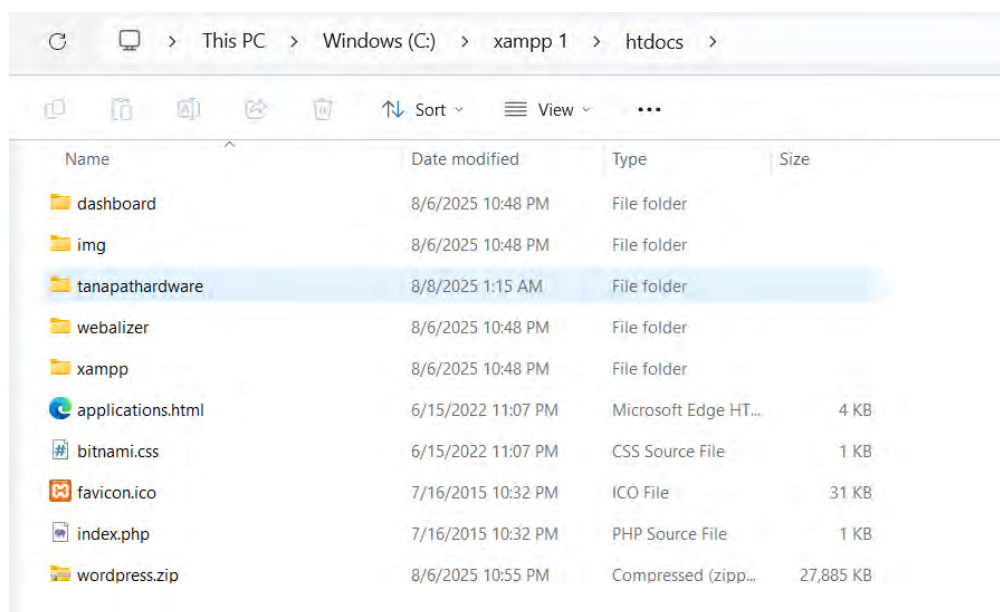 This PC > Windows (C:) > xampp 1 > htdocs >
Sort View ...
Name Date modified Type Size
dashboard 8/6/2025 10:48 PM File folder
img 8/6/2025 10:48 PM File folder
tanapathardware 8/8/2025 1:15 AM File folder
webalizer 8/6/2025 10:48 PM File folder
xampp 8/6/2025 10:48 PM File folder
applications.html 6/15/2022 11:07 PM Microsoft Edge HT... 4 KB
bitnami.css 6/15/2022 11:07 PM CSS Source File 1 KB
favicon.ico 7/16/2015 10:32 PM ICO File 31 KB
index.php 7/16/2015 10:32 PM PHP Source File 1 KB
wordpress.zip 8/6/2025 10:55 PM Compressed (zipp... 27,885 KB